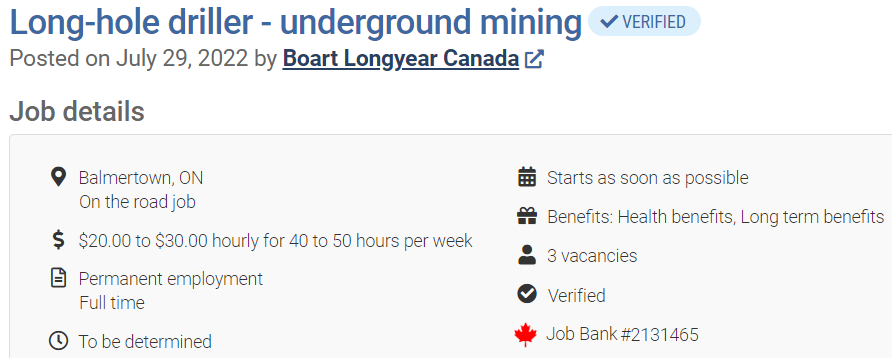 Long-hole driller - underground mining VERIFIED
Posted on July 29, 2022 by Boart Longyear Canada
Job details
Balmertown, ON
On the road job
$20.00 to $30.00 hourly for 40 to 50 hours per week
Permanent employment
Full time
To be determined
Starts as soon as possible
Benefits: Health benefits, Long term benefits
3 vacancies
Verified
Job Bank #2131465